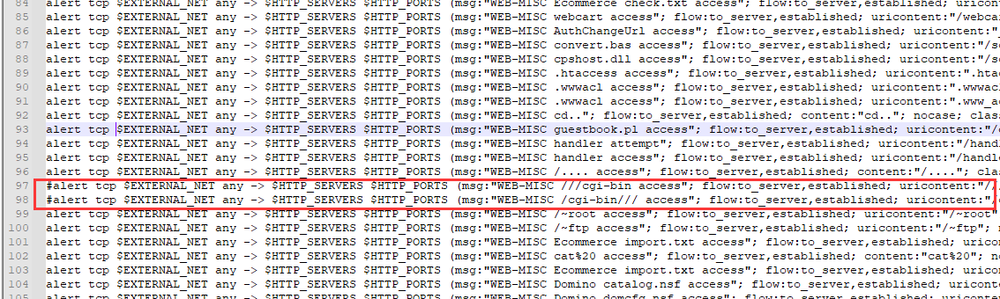 84 alert tcp $EXTERNAL_NET any -> $HTTP_SERVERS $HTTP_PORTS (msg:"WEB-MISC Ecommerce check.txt access"; flow:to_server,established; uricont
85 alert tcp $EXTERNAL_NET any -> $HTTP_SERVERS $HTTP_PORTS (msg:"WEB-MISC webcart access"; flow:to_server,established; uricontent:"/webcar
86 alert tcp $EXTERNAL_NET any -> $HTTP_SERVERS $HTTP_PORTS (msg:"WEB-MISC AuthChangeUrl access"; flow:to_server,established; uricontent:"_
87 alert tcp $EXTERNAL_NET any -> $HTTP_SERVERS $HTTP_PORTS (msg:"WEB-MISC convert.bas access"; flow:to_server,established; uricontent:"/sc
88 alert tcp $EXTERNAL_NET any -> $HTTP_SERVERS $HTTP_PORTS (msg:"WEB-MISC cpshost.dll access"; flow:to_server,established; uricontent:"/sc
89 alert tcp $EXTERNAL_NET any -> $HTTP_SERVERS $HTTP_PORTS (msg:"WEB-MISC .htaccess access"; flow:to_server,established; uricontent:".htac
90 alert tcp $EXTERNAL_NET any -> $HTTP_SERVERS $HTTP_PORTS (msg:"WEB-MISC .wwwacl access"; flow:to_server,established; uricontent:".wwwacl
91 alert tcp $EXTERNAL_NET any -> $HTTP_SERVERS $HTTP_PORTS (msg:"WEB-MISC .wwwacl access"; flow:to_server,established; uricontent:".www_ac
92 alert tcp $EXTERNAL_NET any -> $HTTP_SERVERS $HTTP_PORTS (msg:"WEB-MISC cd.."; flow:to_server,established; content:"cd.."; nocase; clas
93 alert tcp $EXTERNAL_NET any -> $HTTP_SERVERS $HTTP_PORTS (msg:"WEB-MISC guestbook.pl access"; flow:to_server,established; uricontent:"/c
94 alert tcp $EXTERNAL_NET any -> $HTTP_SERVERS $HTTP_PORTS (msg:"WEB-MISC handler attempt"; flow:to_server,established; uricontent:"/handl
95 alert tcp $EXTERNAL_NET any -> $HTTP_SERVERS $HTTP_PORTS (msg:"WEB-MISC handler access"; flow:to_server,established; uricontent:"/handle
96 alert tcp $EXTERNAL_NET any -> $HTTP_SERVERS $HTTP_PORTS (msg:"WEB-MISC /.... access"; flow:to_server,established; content:"/...."; clas
97 #alert tcp $EXTERNAL_NET any -> $HTTP_SERVERS $HTTP_PORTS (msg:"WEB-MISC ///cgi-bin access"; flow:to_server,established; uricontent:"//
98 #alert tcp $EXTERNAL_NET any -> $HTTP_SERVERS $HTTP_PORTS (msg:"WEB-MISC /cgi-bin/// access"; flow:to_server,established; uricontent:"/
99 alert tcp $EXTERNAL_NET any -> $HTTP_SERVERS $HTTP_PORTS (msg:"WEB-MISC /~root access"; flow:to_server,established; uricontent:"/~root"
100 alert tcp $EXTERNAL_NET any -> $HTTP_SERVERS $HTTP_PORTS (msg:"WEB-MISC /~ftp access"; flow:to_server,established; uricontent:"/~ftp"; n
101 alert tcp $EXTERNAL_NET any -> $HTTP_SERVERS $HTTP_PORTS (msg:"WEB-MISC Ecommerce import.txt access"; flow:to_server,established; urico
102 alert tcp $EXTERNAL_NET any -> $HTTP_SERVERS $HTTP_PORTS (msg:"WEB-MISC cat%20 access"; flow:to_server,established; content:"cat%20"; no
103 alert tcp $EXTERNAL_NET any -> $HTTP_SERVERS $HTTP_PORTS (msg:"WEB-MISC Ecommerce import.txt access"; flow:to_server,established; urico
104 alert tcp $EXTERNAL_NET any -> $HTTP_SERVERS $HTTP_PORTS (msg:"WEB-MISC Domino catalog.nsf access"; flow:to_server,established; uricont
105 alert tcp $EXTERNAL_NET any -> $HTTP_SERVERS $HTTP_PORTS (msg:"WEB-MISC Domino domcfg.nsf access"; flow:to_server,established; uriconte